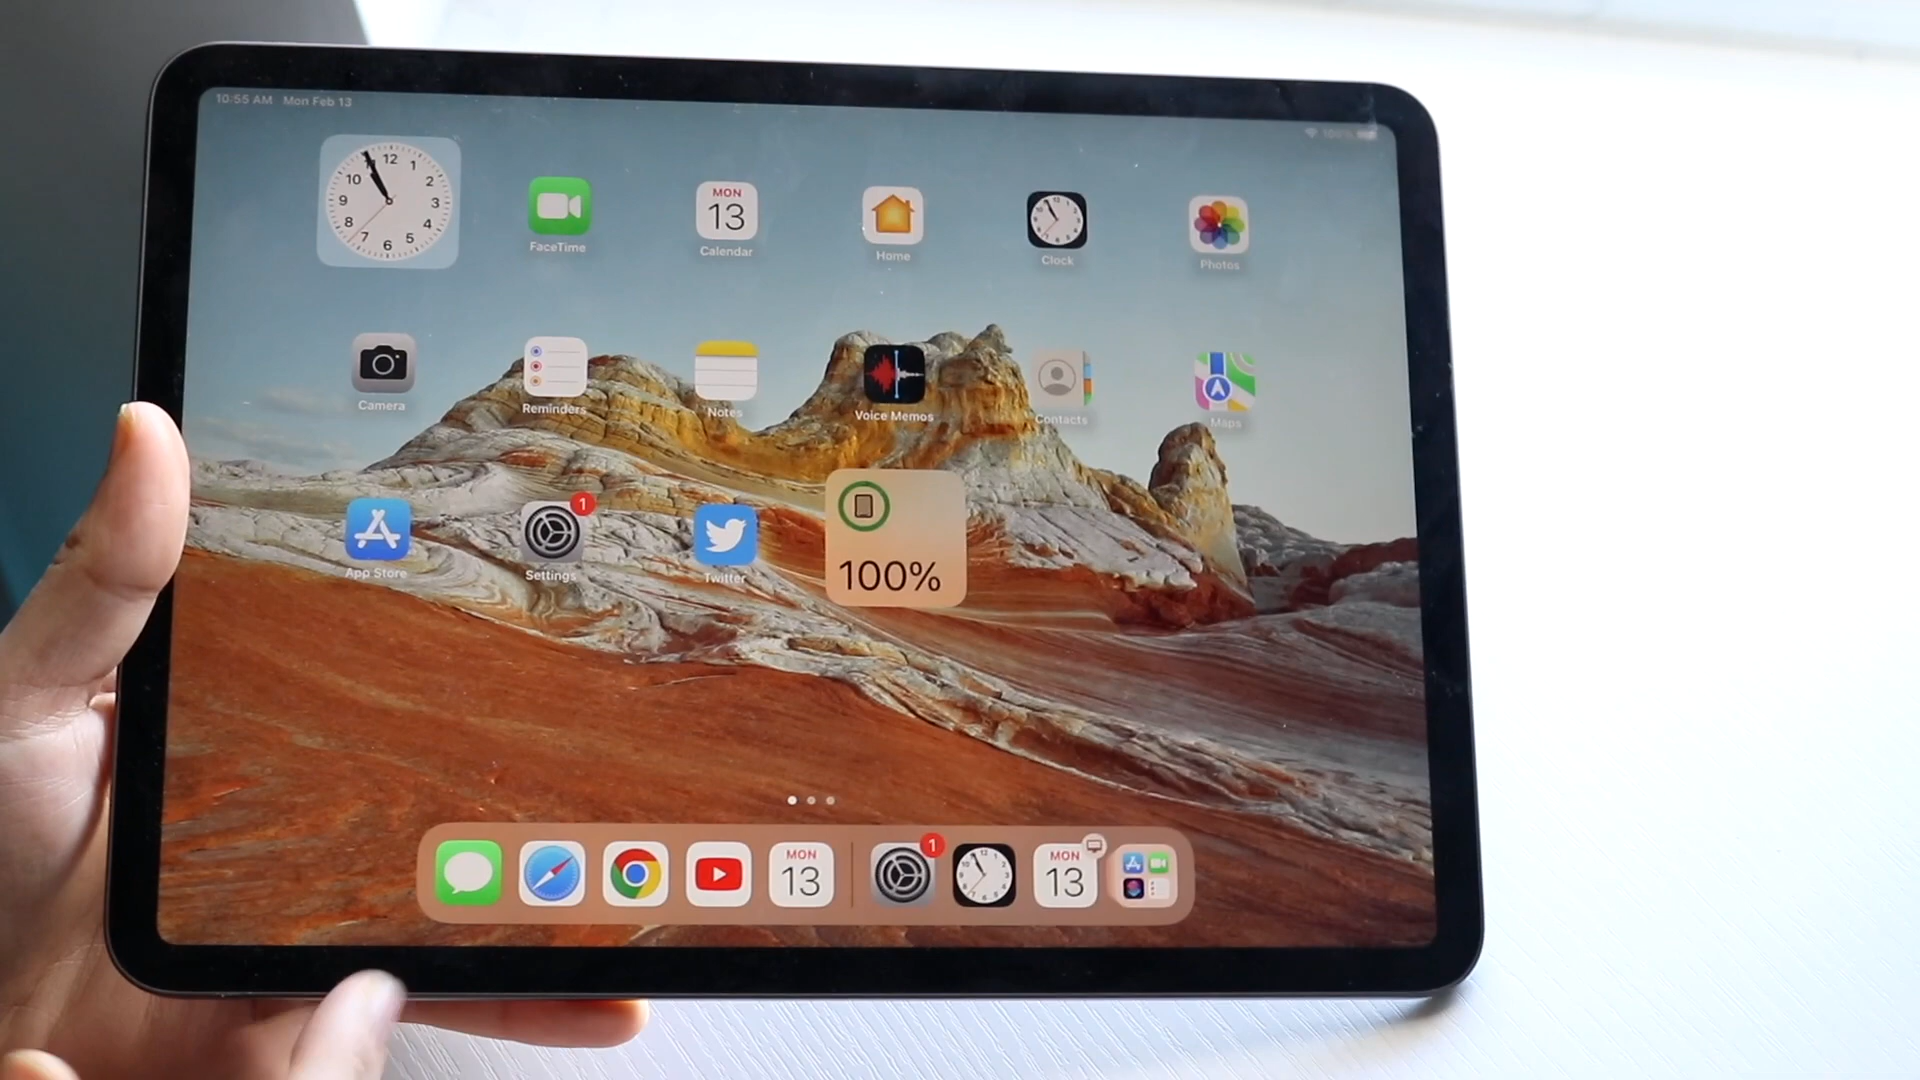 10:55 AM Mon Feb 13
100%
12
1
2
3
4
5
6
7
8
9
10
FaceTime
MON
13
Calendar
Home
Clock
Photos
Camera
Reminders
Notes
Voice Memos
Contacts
Maps
App Store
1
Settings
Twitter
100%
MON
13
1
MON
13